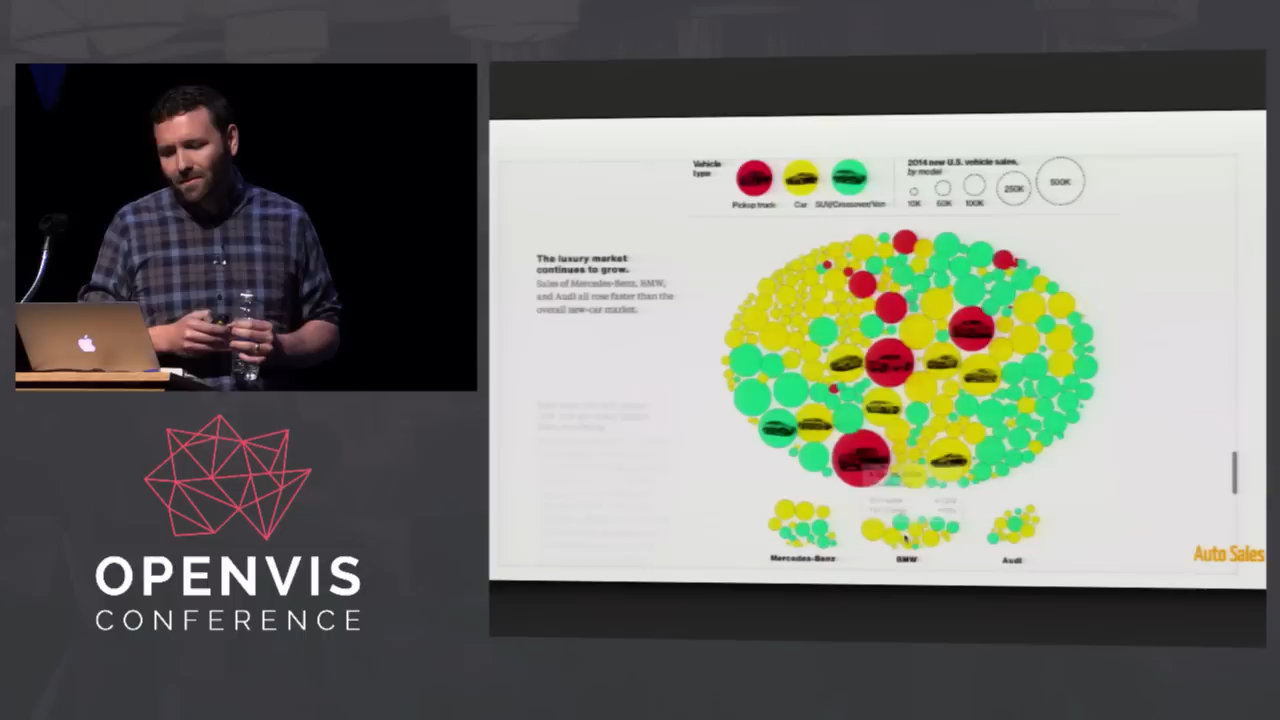 OPENVIS
CONFERENCE
Vehicle
type
Pickup truck
Car
SUV/Crossover/Van
2014 new U.S. vehicle sales,
by model
10K
50K
100K
250K
500K
The luxury market
continues to grow.
Sales of Mercedes-Benz, BMW,
and Audi all rose faster than the
overall new-car market.
Mercedes-Benz
BMW
Audi
Auto Sales